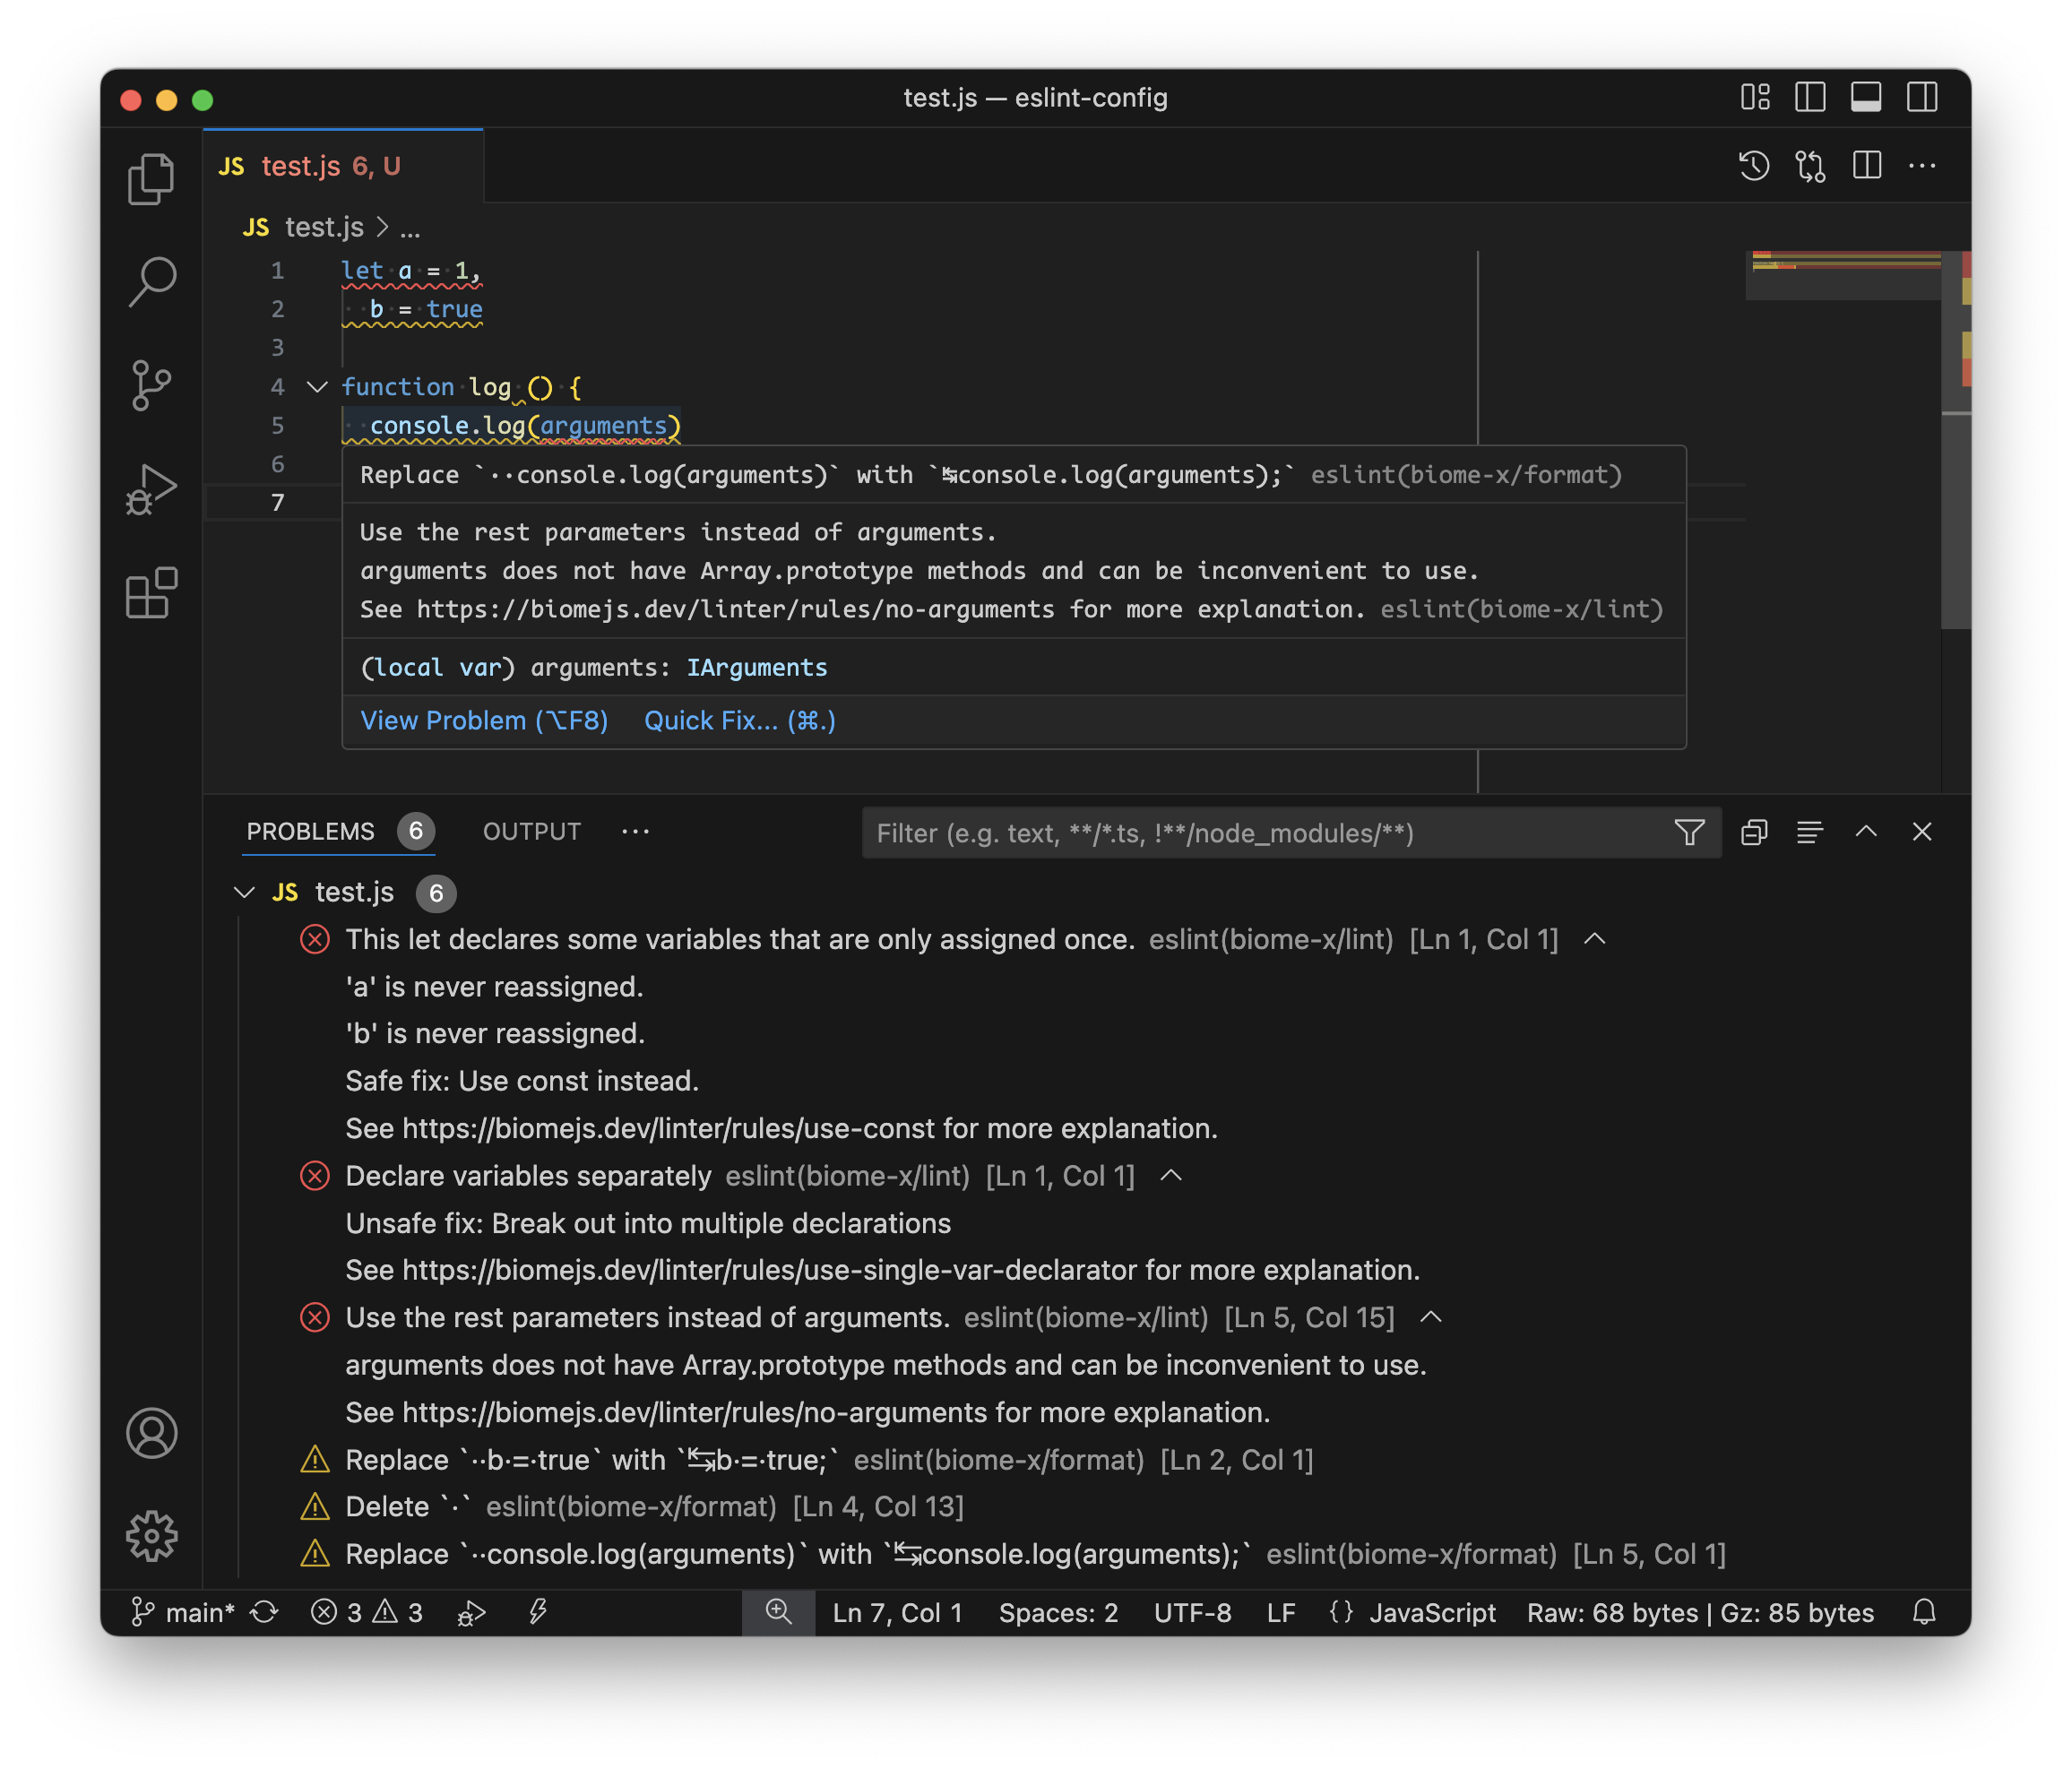 test.js — eslint-config
JS test.js 6, U
JS test.js > ...
1 let a = 1,
2 ··b = true
3
4 function log () {
5 ··console.log(arguments)
6
7
Replace `··console.log(arguments)` with `↹console.log(arguments);` eslint(biome-x/format)
Use the rest parameters instead of arguments.
arguments does not have Array.prototype methods and can be inconvenient to use.
See https://biomejs.dev/linter/rules/no-arguments for more explanation. eslint(biome-x/lint)
(local var) arguments: IArguments
View Problem (⌥F8) Quick Fix... (⌘.)
PROBLEMS 6 OUTPUT ··· Filter (e.g. text, **/*.ts, !**/node_modules/**)
JS test.js 6
This let declares some variables that are only assigned once. eslint(biome-x/lint) [Ln 1, Col 1]
'a' is never reassigned.
'b' is never reassigned.
Safe fix: Use const instead.
See https://biomejs.dev/linter/rules/use-const for more explanation.
Declare variables separately eslint(biome-x/lint) [Ln 1, Col 1]
Unsafe fix: Break out into multiple declarations
See https://biomejs.dev/linter/rules/use-single-var-declarator for more explanation.
Use the rest parameters instead of arguments. eslint(biome-x/lint) [Ln 5, Col 15]
arguments does not have Array.prototype methods and can be inconvenient to use.
See https://biomejs.dev/linter/rules/no-arguments for more explanation.
Replace `··b·=·true` with `↹b·=·true;` eslint(biome-x/format) [Ln 2, Col 1]
Delete `·` eslint(biome-x/format) [Ln 4, Col 13]
Replace `··console.log(arguments)` with `↹console.log(arguments);` eslint(biome-x/format) [Ln 5, Col 1]
main* 3 3 Ln 7, Col 1 Spaces: 2 UTF-8 LF {} JavaScript Raw: 68 bytes | Gz: 85 bytes